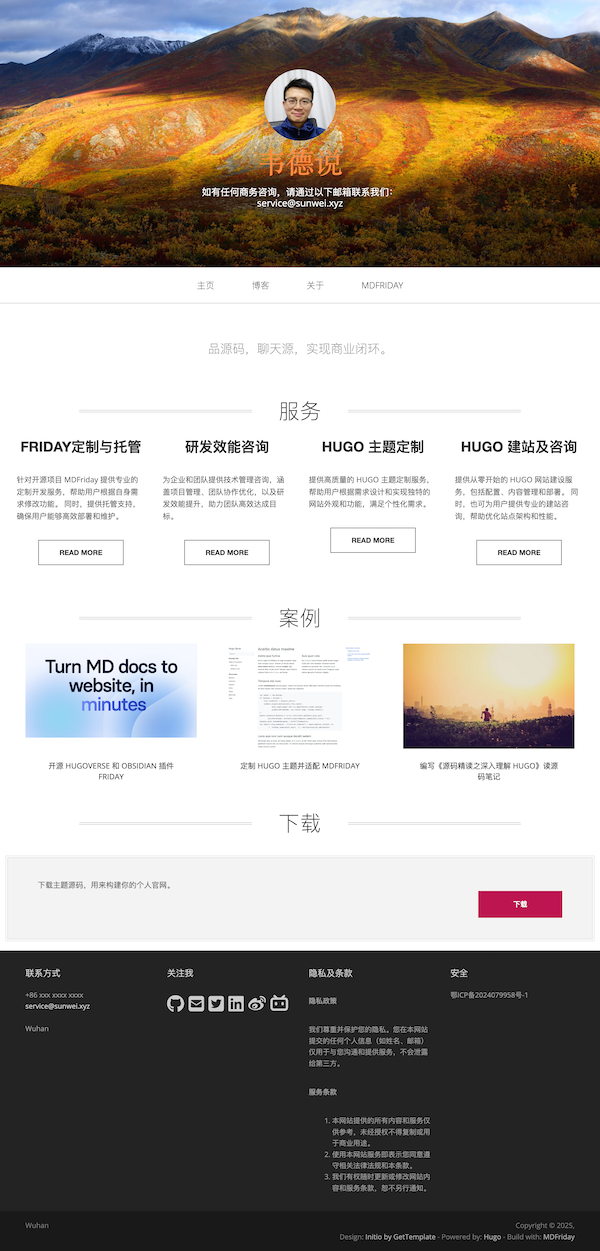 韦德说
如有任何商务咨询，请通过以下邮箱联系我们：
service@sunwei.xyz
主页
博客
关于
MDFRIDAY
品源码，聊天源，实现商业闭环。
服务
FRIDAY定制与托管
针对开源项目 MDFriday 提供专业的
定制开发服务，帮助用户根据自身需
求修改功能。 同时，提供托管支持，
确保用户能够高效部署和维护。
READ MORE
研发效能咨询
为企业和团队提供技术管理咨询，涵
盖项目管理、团队协作优化，以及研
发效能提升，助力团队高效达成目
标。
READ MORE
HUGO 主题定制
提供高质量的 HUGO 主题定制服务，
帮助用户根据需求设计和实现独特的
网站外观和功能，满足个性化需求。
READ MORE
HUGO 建站及咨询
提供从零开始的 HUGO 网站建设服
务，包括配置、内容管理和部署。 同
时，也可为用户提供专业的建站咨
询，帮助优化站点架构和性能。
READ MORE
案例
Turn MD docs to
website, in
minutes
开源 HUGOVERSE 和 OBSIDIAN 插件
FRIDAY
定制 HUGO 主题并适配 MDFRIDAY
编写《源码精读之深入理解 HUGO》读源
码笔记
下载
下载主题源码，用来构建你的个人官网。
下载
联系方式
+86 xxx xxxx xxxx
service@sunwei.xyz
Wuhan
关注我
隐私及条款
隐私政策
我们尊重并保护您的隐私。您在本网站
提交的任何个人信息（如姓名、邮箱）
仅用于与您沟通和提供服务，不会泄露
给第三方。
服务条款
1. 本网站提供的所有内容和服务仅
供参考，未经授权不得复制或用
于商业用途。
2. 使用本网站服务即表示您同意遵
守相关法律法规和本条款。
3. 我们有权随时更新或修改网站内
容和服务条款，恕不另行通知。
安全
鄂ICP备2024079958号-1
Wuhan
Copyright © 2025,
Design: Initio by GetTemplate - Powered by: Hugo - Build with: MDFriday